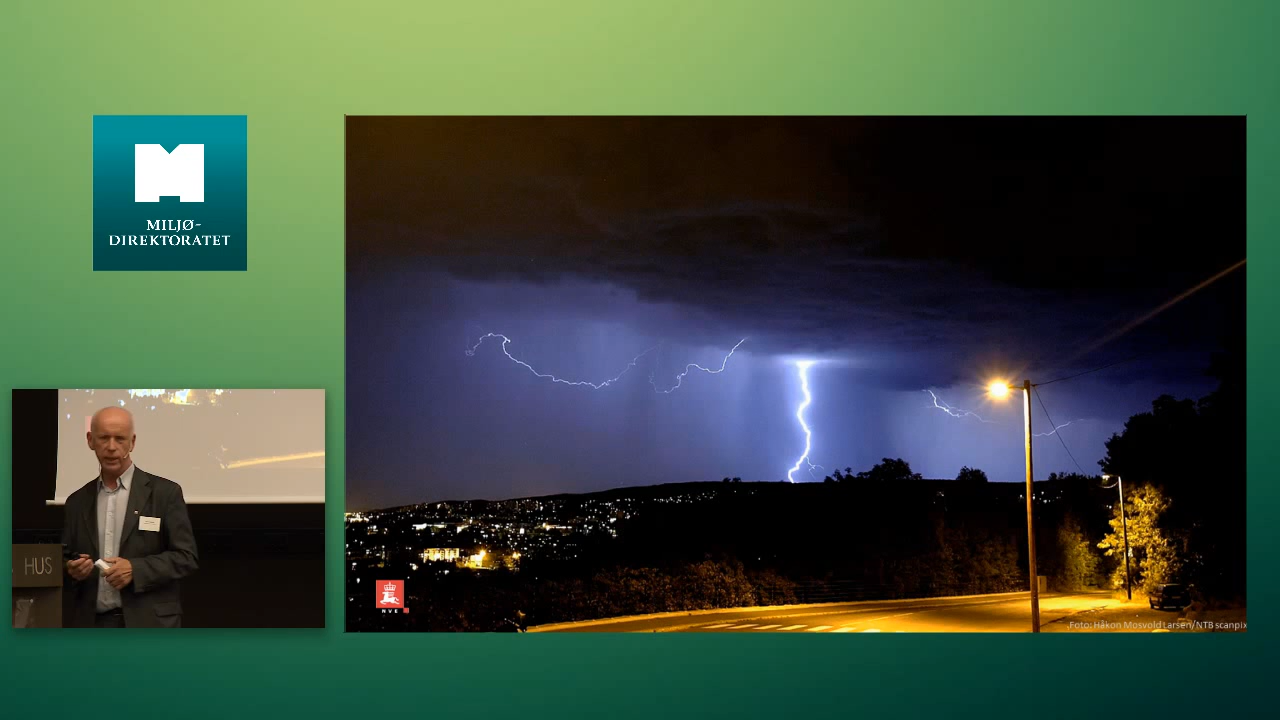 MILJØ-
DIREKTORATET
HUS
NVE
Foto: Håkon Mosvold Larsen/NTB scanpix